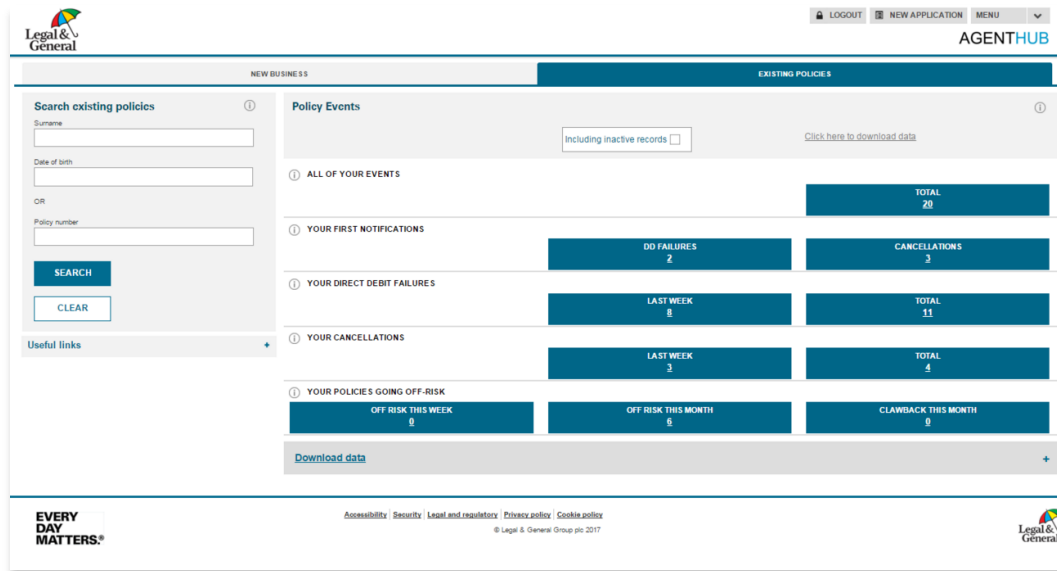 Legal &
General
LOGOUT
NEW APPLICATION
MENU
AGENTHUB
NEW BUSINESS
EXISTING POLICIES
Search existing policies
Surname
Date of birth
OR
Policy number
SEARCH
CLEAR
Useful links +
Policy Events
Including inactive records
Click here to download data
ALL OF YOUR EVENTS
TOTAL
20
YOUR FIRST NOTIFICATIONS
DD FAILURES
2
CANCELLATIONS
3
YOUR DIRECT DEBIT FAILURES
LAST WEEK
8
TOTAL
11
YOUR CANCELLATIONS
LAST WEEK
3
TOTAL
4
YOUR POLICIES GOING OFF-RISK
OFF RISK THIS WEEK
0
OFF RISK THIS MONTH
6
CLAWBACK THIS MONTH
0
Download data +
EVERY
DAY
MATTERS.®
Accessibility Security Legal and regulatory Privacy policy Cookie policy
© Legal & General Group plc 2017
Legal &
General